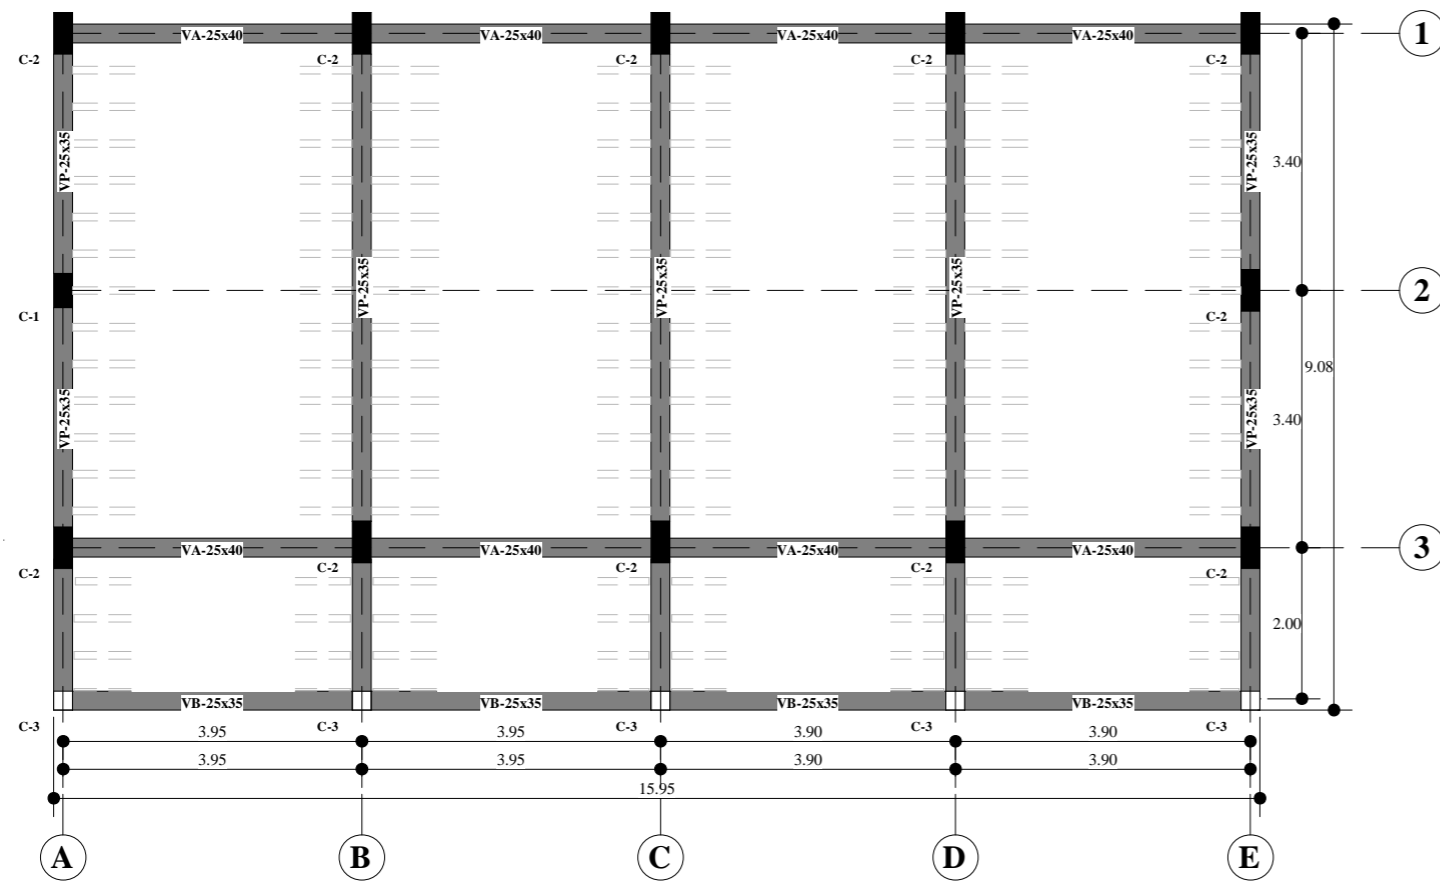 VA-25x40 VA-25x40 VA-25x40 VA-25x40 1
C-2 C-2 C-2 C-2 C-2
VP-25x35 VP-25x35 3.40
VP-25x35 VP-25x35 VP-25x35 2
C-1 C-2
9.08
VP-25x35 VP-25x35 3.40
VA-25x40 VA-25x40 VA-25x40 VA-25x40 3
C-2 C-2 C-2 C-2 C-2
2.00
VB-25x35 VB-25x35 VB-25x35 VB-25x35
C-3 C-3 C-3 C-3 C-3
3.95 3.95 3.90 3.90
3.95 3.95 3.90 3.90
15.95
A B C D E